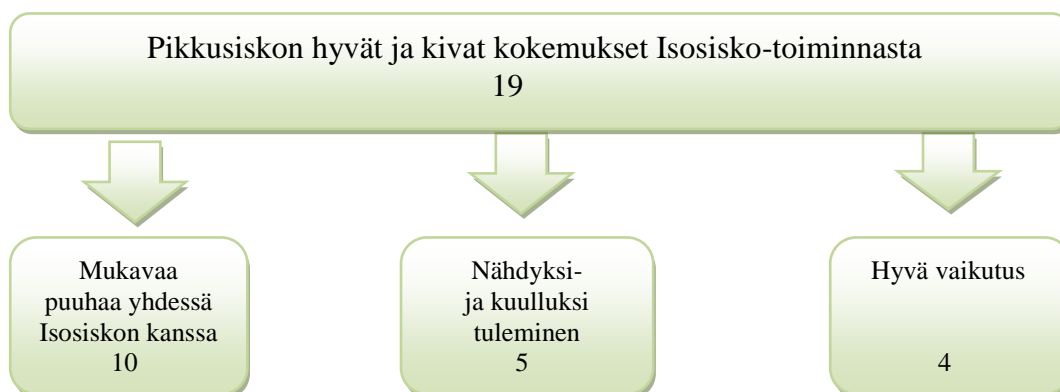 Pikkusiskon hyvät ja kivat kokemukset Isosisko-toiminnasta
19
Mukavaa
puuhaa yhdessä
Isosiskon kanssa
10
Nähdyksi-
ja kuulluksi
tuleminen
5
Hyvä vaikutus
4